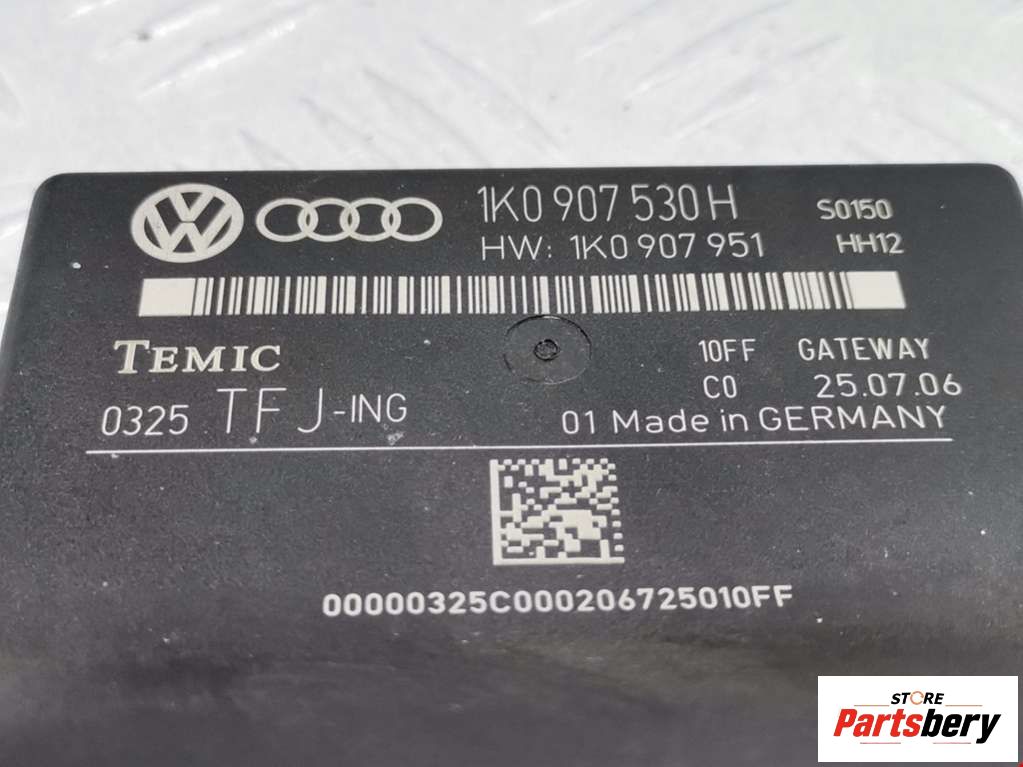 1K0 907 530 H S0150
HW: 1K0 907 951 HH12
TEMIC 10FF GATEWAY
C0 25.07.06
0325 TFJ-ING 01 Made in GERMANY
00000325C000206725010FF
STORE
Partsbery